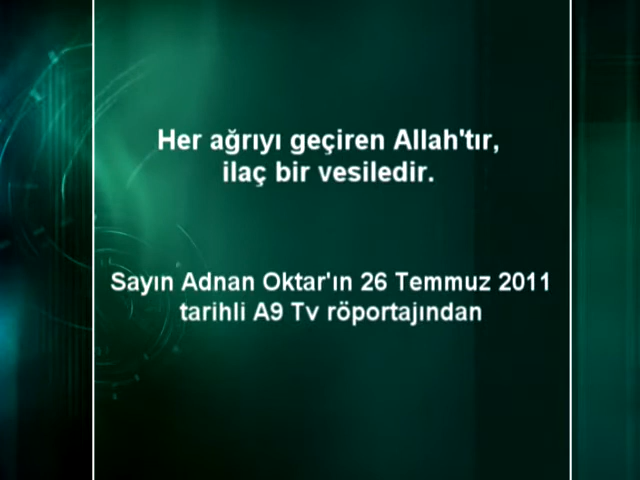 Her ağrıyı geçiren Allah'tır,
ilaç bir vesiledir.
Sayın Adnan Oktar'ın 26 Temmuz 2011
tarihli A9 Tv röportajından